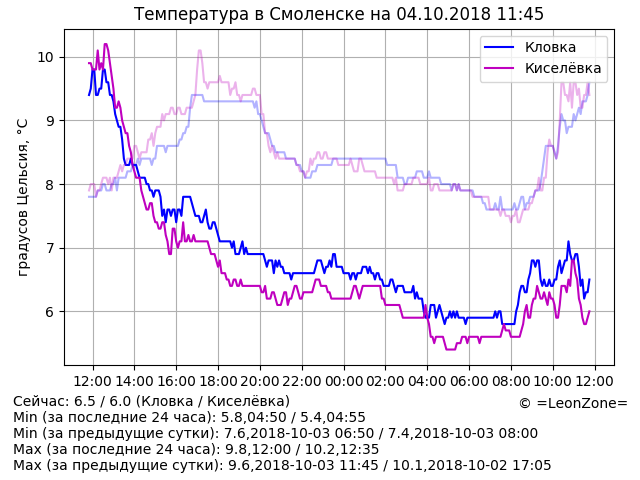 Температура в Смоленске на 04.10.2018 11:45
Кловка
Киселёвка
градусов Цельсия, °C
10
9
8
7
6
12:00 14:00 16:00 18:00 20:00 22:00 00:00 02:00 04:00 06:00 08:00 10:00 12:00
Сейчас: 6.5 / 6.0 (Кловка / Киселёвка)
© =LeonZone=
Min (за последние 24 часа): 5.8,04:50 / 5.4,04:55
Min (за предыдущие сутки): 7.6,2018-10-03 06:50 / 7.4,2018-10-03 08:00
Max (за последние 24 часа): 9.8,12:00 / 10.2,12:35
Max (за предыдущие сутки): 9.6,2018-10-03 11:45 / 10.1,2018-10-02 17:05